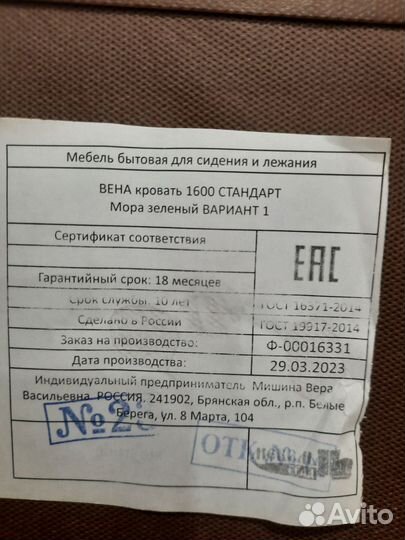 Мебель бытовая для сидения и лежания
ВЕНА кровать 1600 СТАНДАРТ
Мора зеленый ВАРИАНТ 1
Сертификат соответствия
ЕАС
Гарантийный срок: 18 месяцев
Срок службы: 10 лет
ГОСТ 16371-2014
Сделано в России
ГОСТ 19917-2014
Заказ на производство:
Ф-00016331
Дата производства:
29.03.2023
Индивидуальный предприниматель Мишина Вера
Васильевна РОССИЯ. 241902, Брянская обл., р.п. Белые
Берега, ул. 8 Марта, 104
ОТК
Avito